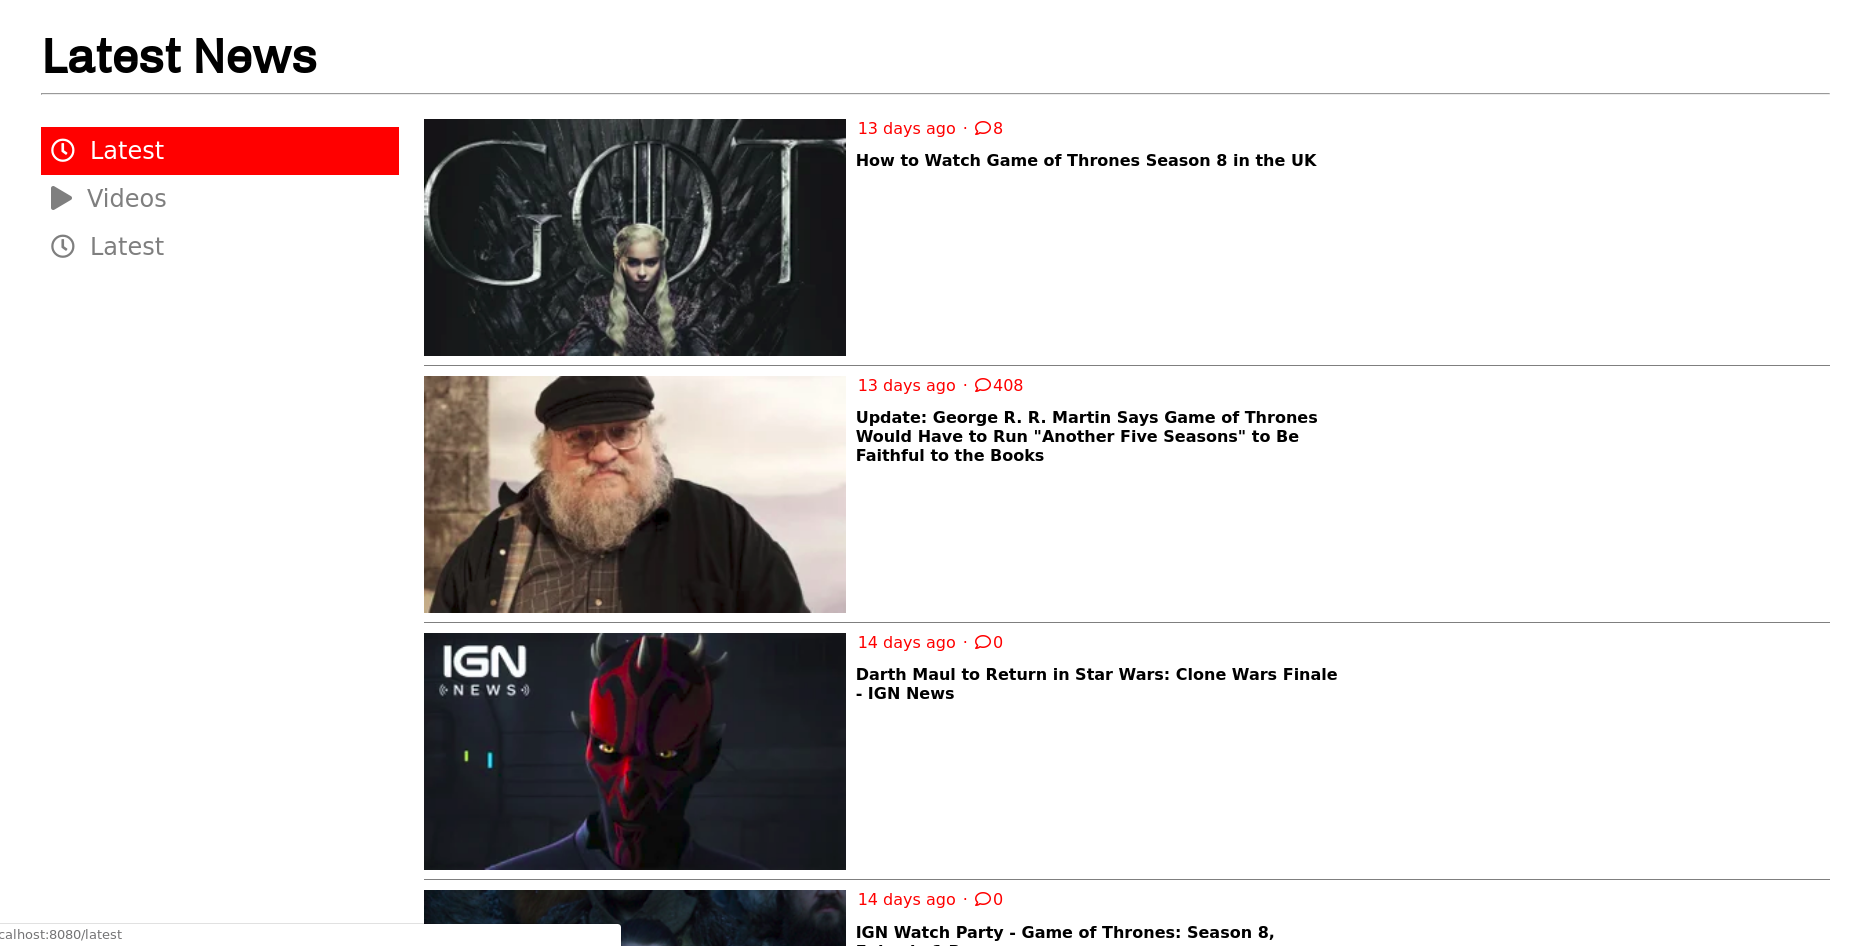 Latest News
Latest
Videos
Latest
GOT
13 days ago · 8
How to Watch Game of Thrones Season 8 in the UK
13 days ago · 408
Update: George R. R. Martin Says Game of Thrones
Would Have to Run "Another Five Seasons" to Be
Faithful to the Books
IGN
NEWS
14 days ago · 0
Darth Maul to Return in Star Wars: Clone Wars Finale
- IGN News
14 days ago · 0
IGN Watch Party - Game of Thrones: Season 8,
calhost:8080/latest